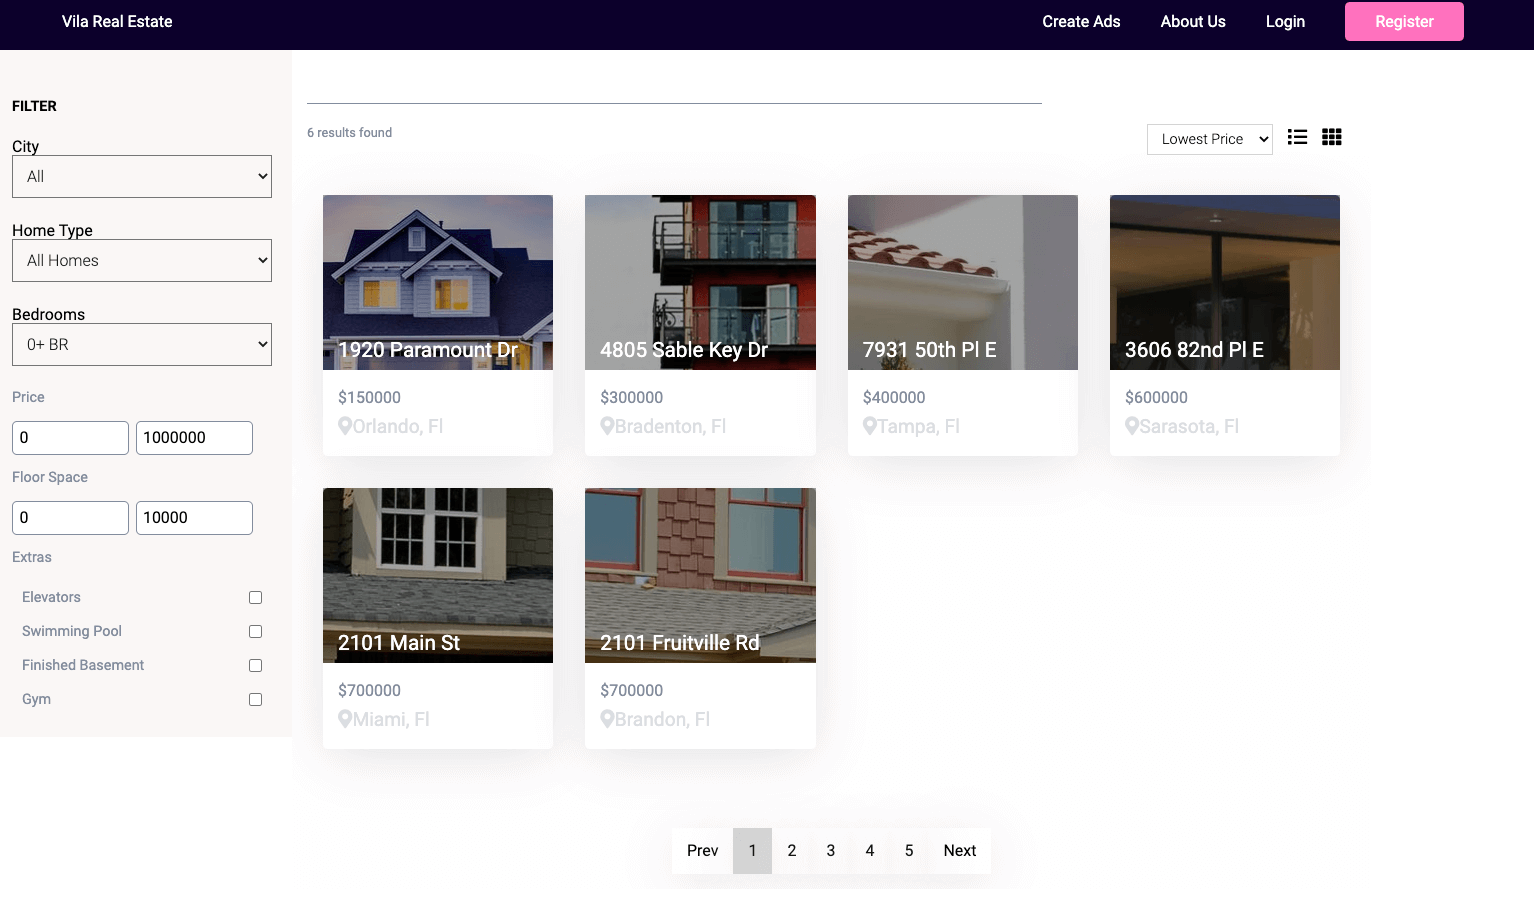 Vila Real Estate
Create Ads
About Us
Login
Register
FILTER
City
All
Home Type
All Homes
Bedrooms
0+ BR
Price
0 1000000
Floor Space
0 10000
Extras
Elevators
Swimming Pool
Finished Basement
Gym
6 results found
Lowest Price
1920 Paramount Dr
$150000
Orlando, Fl
4805 Sable Key Dr
$300000
Bradenton, Fl
7931 50th Pl E
$400000
Tampa, Fl
3606 82nd Pl E
$600000
Sarasota, Fl
2101 Main St
$700000
Miami, Fl
2101 Fruitville Rd
$700000
Brandon, Fl
Prev 1 2 3 4 5 Next